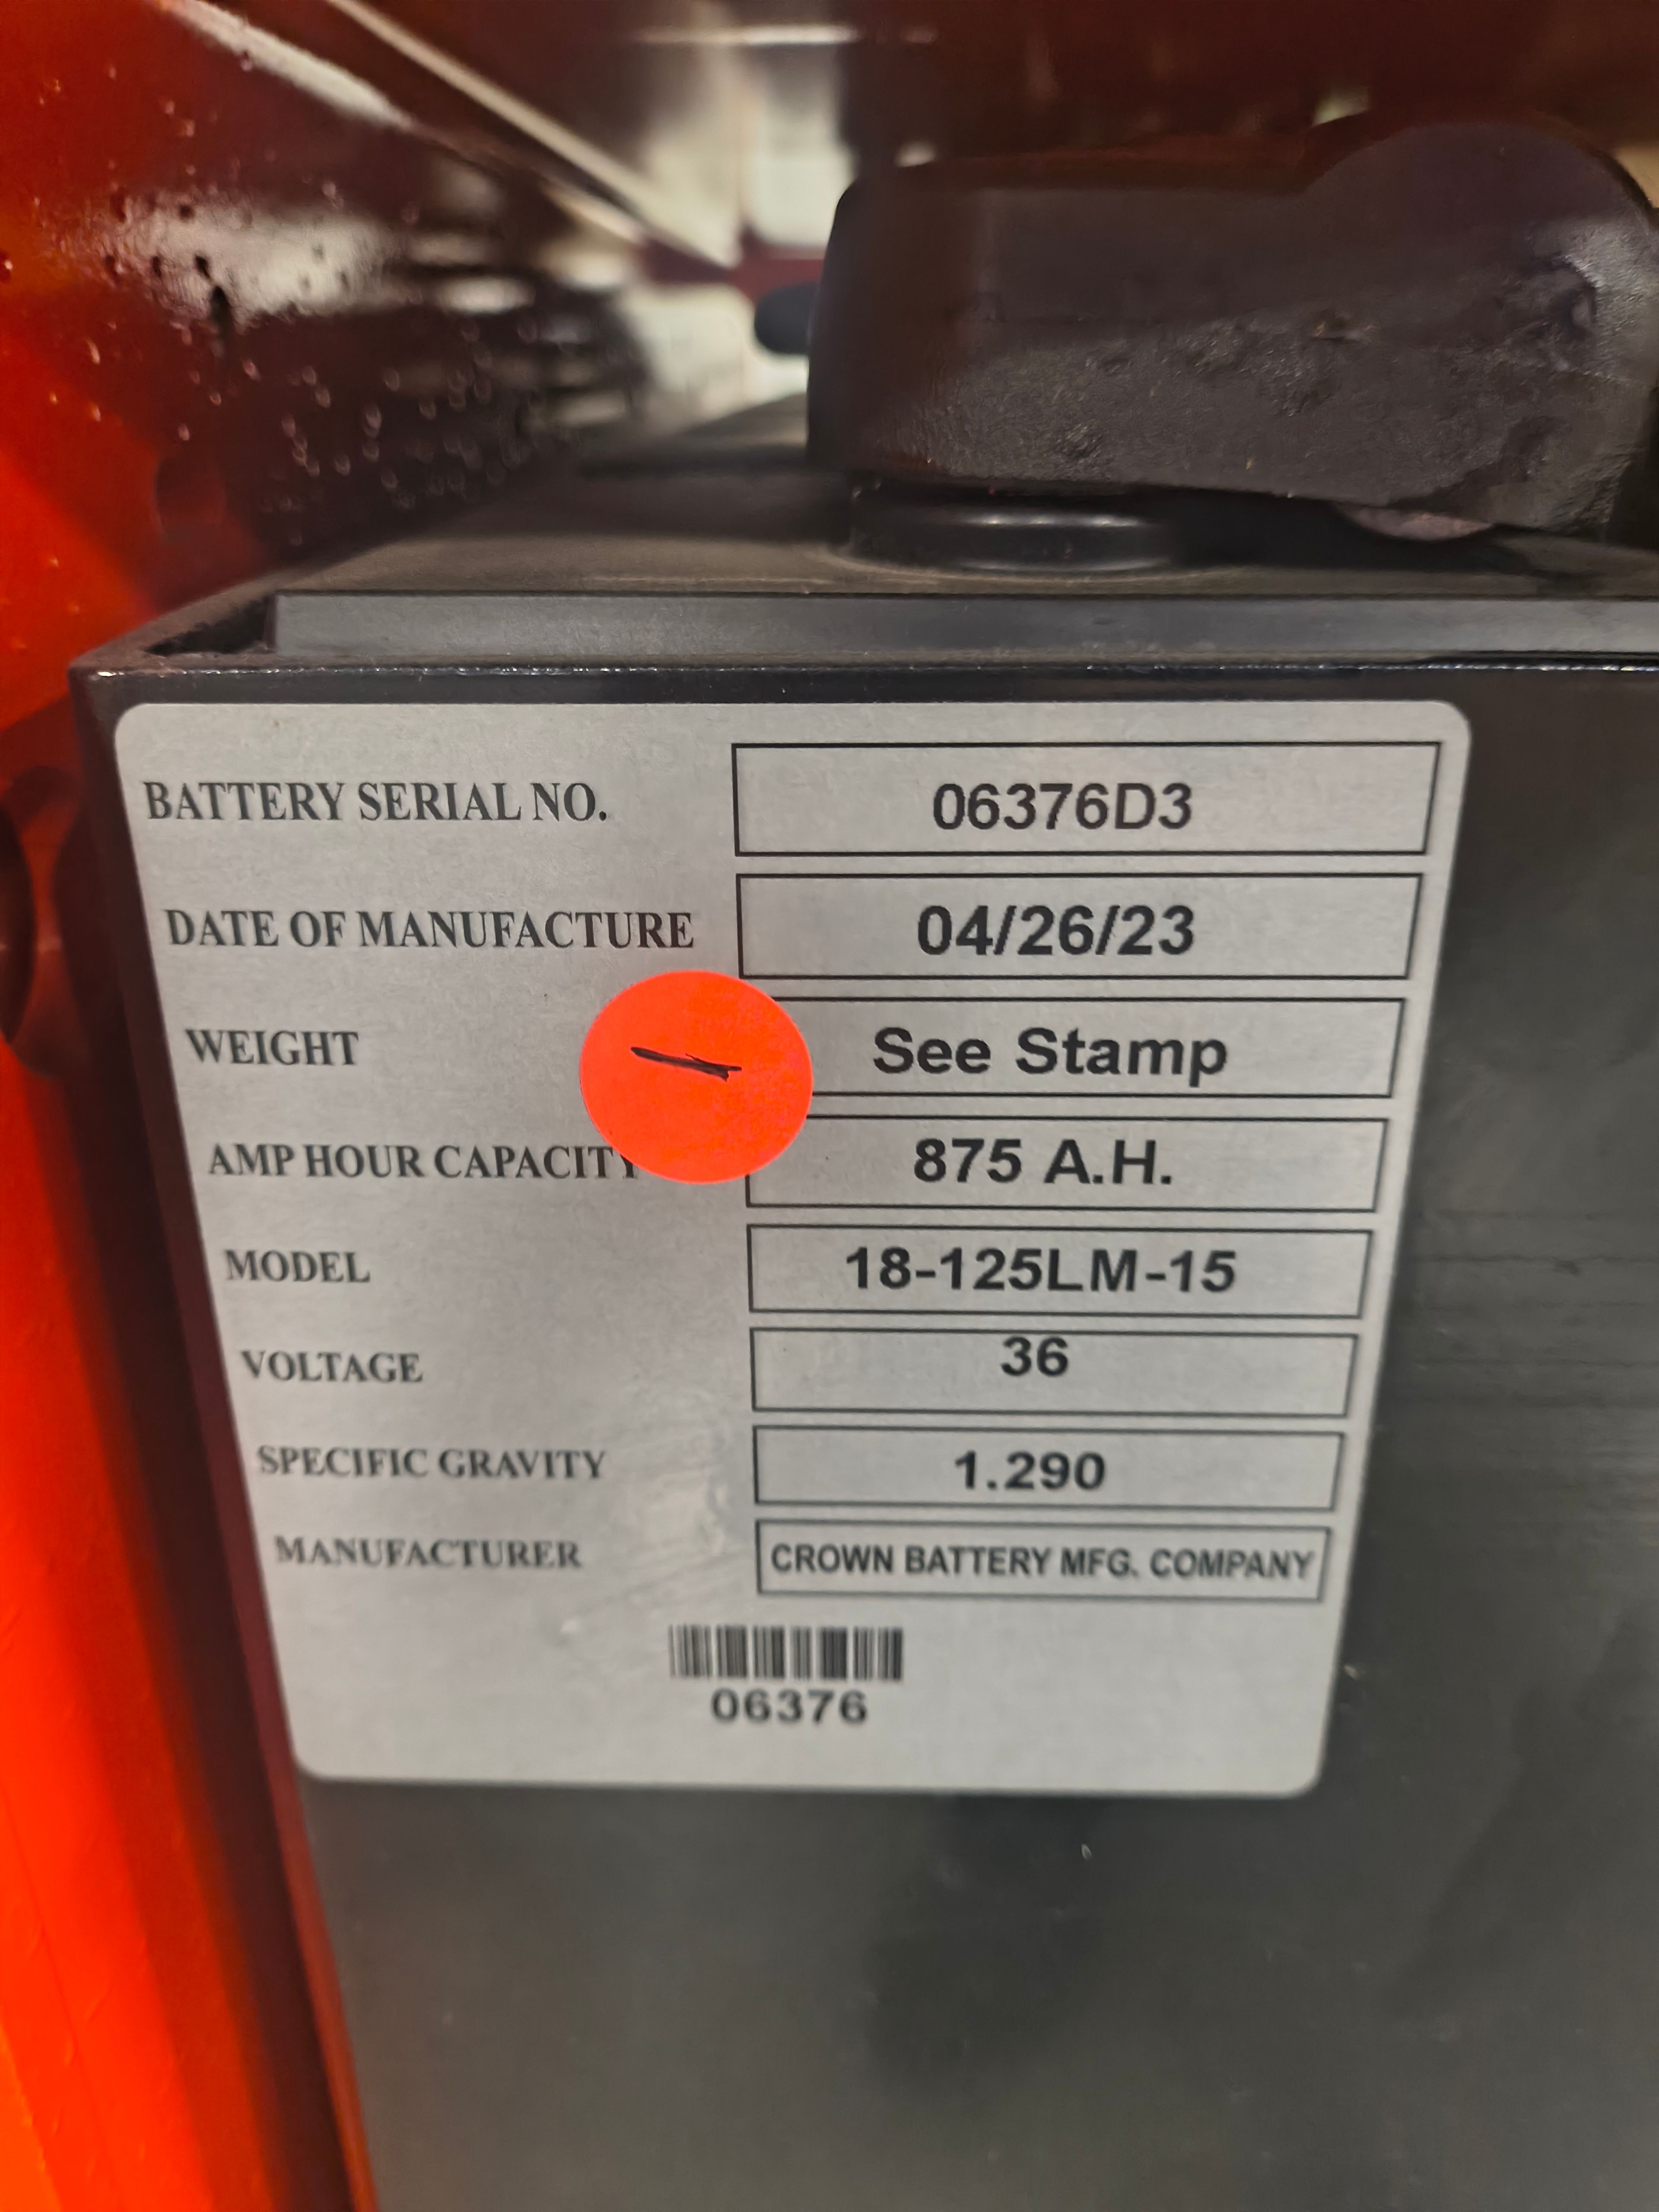 BATTERY SERIAL NO. 06376D3
DATE OF MANUFACTURE 04/26/23
WEIGHT See Stamp
AMP HOUR CAPACITY 875 A.H.
MODEL 18-125LM-15
VOLTAGE 36
SPECIFIC GRAVITY 1.290
MANUFACTURER CROWN BATTERY MFG. COMPANY
06376